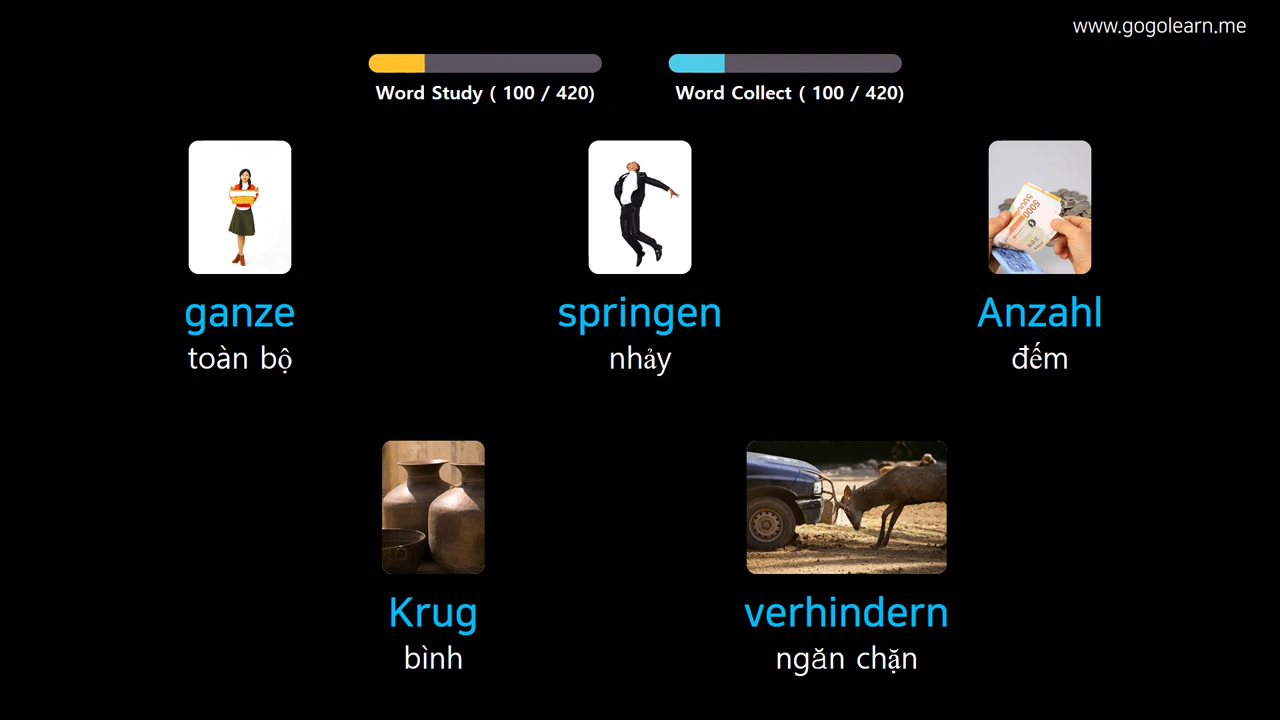 www.gogolearn.me
Word Study ( 100 / 420)
Word Collect ( 100 / 420)
ganze
toàn bộ
springen
nhảy
Anzahl
đếm
Krug
bình
verhindern
ngăn chặn